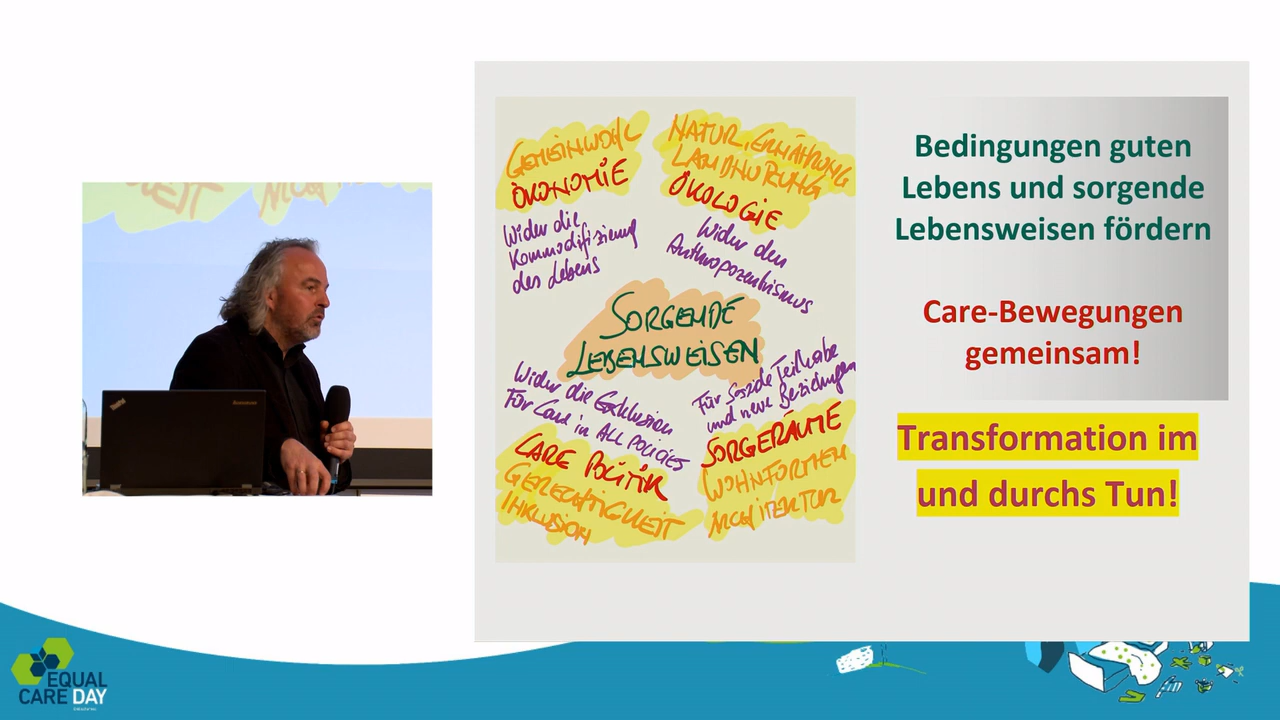 GEMEINWOHL
ÖKONOMIE
Wider die
Kommodifizierung
des Lebens
NATUR, ERNÄHRUNG
LANDNUTZUNG
ÖKOLOGIE
Wider den
Anthropozentrismus
SORGENDE
LEBENSWEISEN
Wider die Exklusion
Für Care in ALL POLICIES
CARE POLITIK
GERECHTIGKEIT
INKLUSION
Für Soziale Teilhabe
und neue Beziehungen
SORGERÄUME
WOHNFORMEN
ARCHITEKTUR
Bedingungen guten
Lebens und sorgende
Lebensweisen fördern
Care-Bewegungen
gemeinsam!
Transformation im
und durchs Tun!
EQUAL
CARE DAY